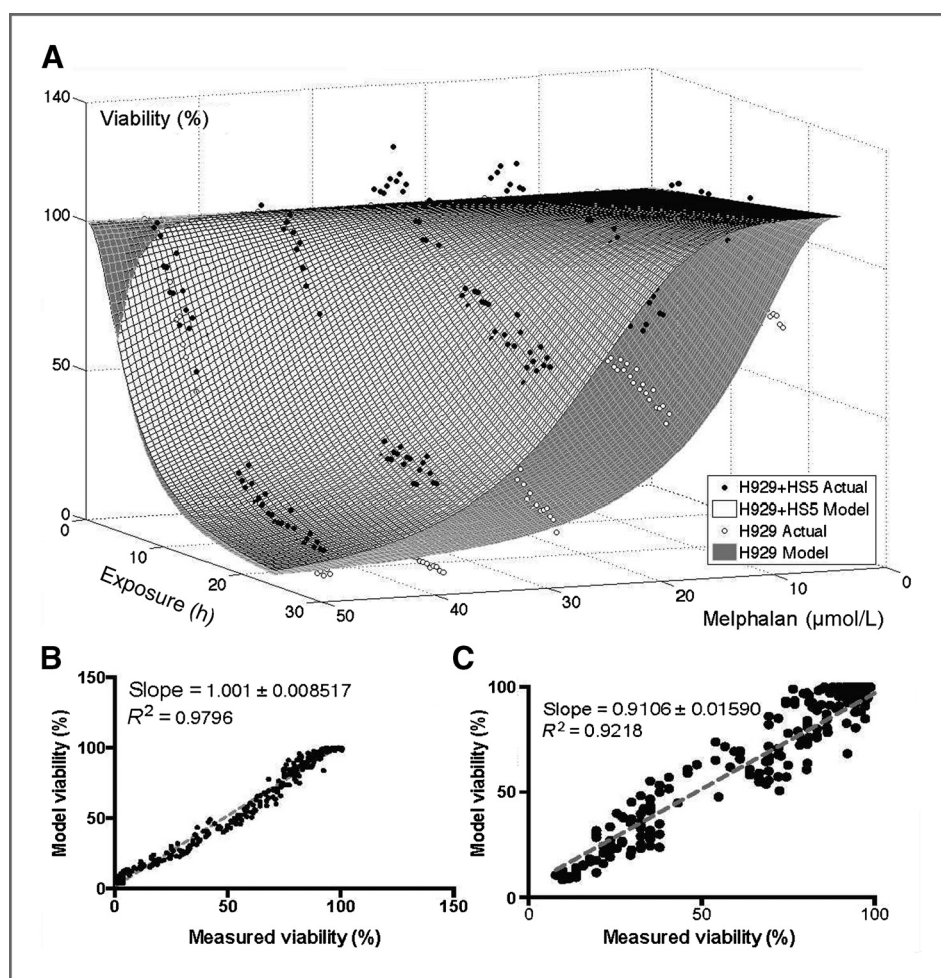 A
140
Viability (%)
100
50
0
0
10
Exposure (h)
20
30
50
40
30
20
10
0
Melphalan (µmol/L)
H929+HS5 Actual
H929+HS5 Model
H929 Actual
H929 Model
B
150
Slope = 1.001 ± 0.008517
R² = 0.9796
100
50
0
Model viability (%)
0
50
100
150
Measured viability (%)
C
100
Slope = 0.9106 ± 0.01590
R² = 0.9218
50
0
Model viability (%)
0
50
100
Measured viability (%)